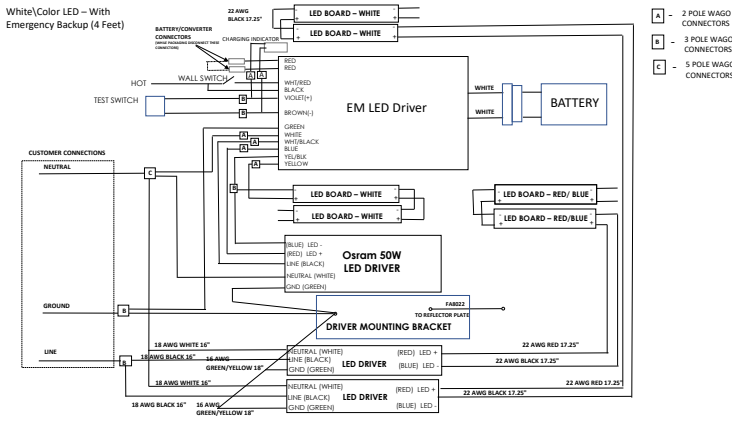 White\Color LED – With
Emergency Backup (4 Feet)
22 AWG
BLACK 17.25"
LED BOARD – WHITE
- +
LED BOARD – WHITE
- +
A – 2 POLE WAGO
CONNECTORS
B – 3 POLE WAGO
CONNECTORS
C – 5 POLE WAGO
CONNECTORS
BATTERY/CONVERTER
CONNECTORS
(WHILE PACKAGING DISCONNECT THESE
CONNECTORS)
CHARGING INDICATOR
RED
RED
A A
HOT
WALL SWITCH
WHT/RED
BLACK
TEST SWITCH
B
VIOLET(+)
B
BROWN(-)
EM LED Driver
WHITE
WHITE
BATTERY
GREEN
A
WHITE
A
WHT/BLACK
A
BLUE
YEL/BLK
A
YELLOW
B
CUSTOMER CONNECTIONS
NEUTRAL
C
LED BOARD – WHITE
- +
LED BOARD – WHITE
- +
LED BOARD – RED/ BLUE
- +
LED BOARD – RED/BLUE
- +
(BLUE) LED -
(RED) LED +
LINE (BLACK)
NEUTRAL (WHITE)
GND (GREEN)
Osram 50W
LED DRIVER
GROUND
B
FA8022
TO REFLECTOR PLATE
DRIVER MOUNTING BRACKET
LINE
B
18 AWG WHITE 16"
18 AWG BLACK 16"
16 AWG
GREEN/YELLOW 18"
NEUTRAL (WHITE)
LINE (BLACK)
GND (GREEN)
LED DRIVER
(RED) LED +
(BLUE) LED -
22 AWG RED 17.25"
22 AWG BLACK 17.25"
18 AWG WHITE 16"
18 AWG BLACK 16"
16 AWG
GREEN/YELLOW 18"
NEUTRAL (WHITE)
LINE (BLACK)
GND (GREEN)
LED DRIVER
(RED) LED +
(BLUE) LED -
22 AWG RED 17.25"
22 AWG BLACK 17.25"